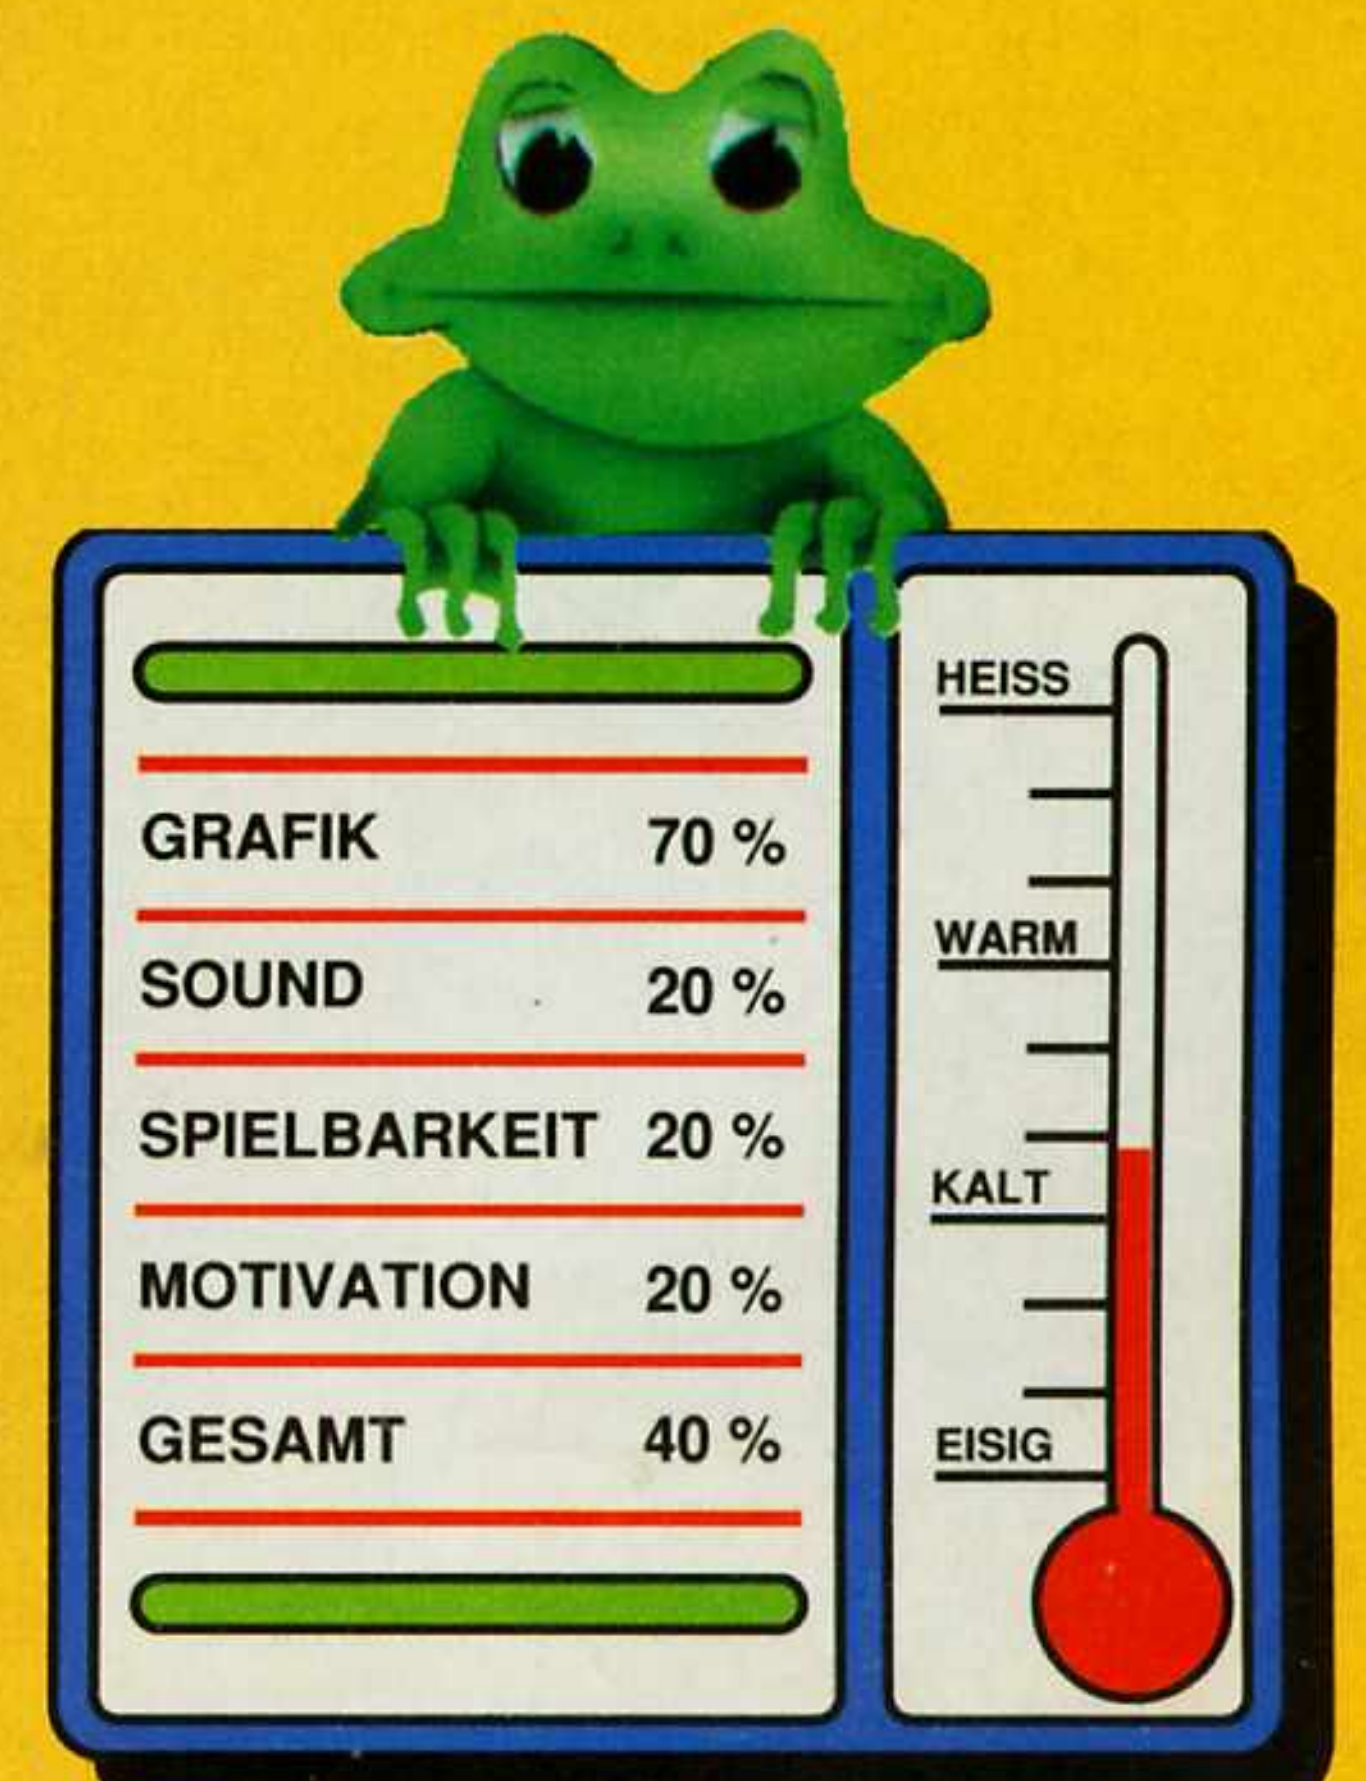 GRAFIK 70 %
SOUND 20 %
SPIELBARKEIT 20 %
MOTIVATION 20 %
GESAMT 40 %
HEISS
WARM
KALT
EISIG